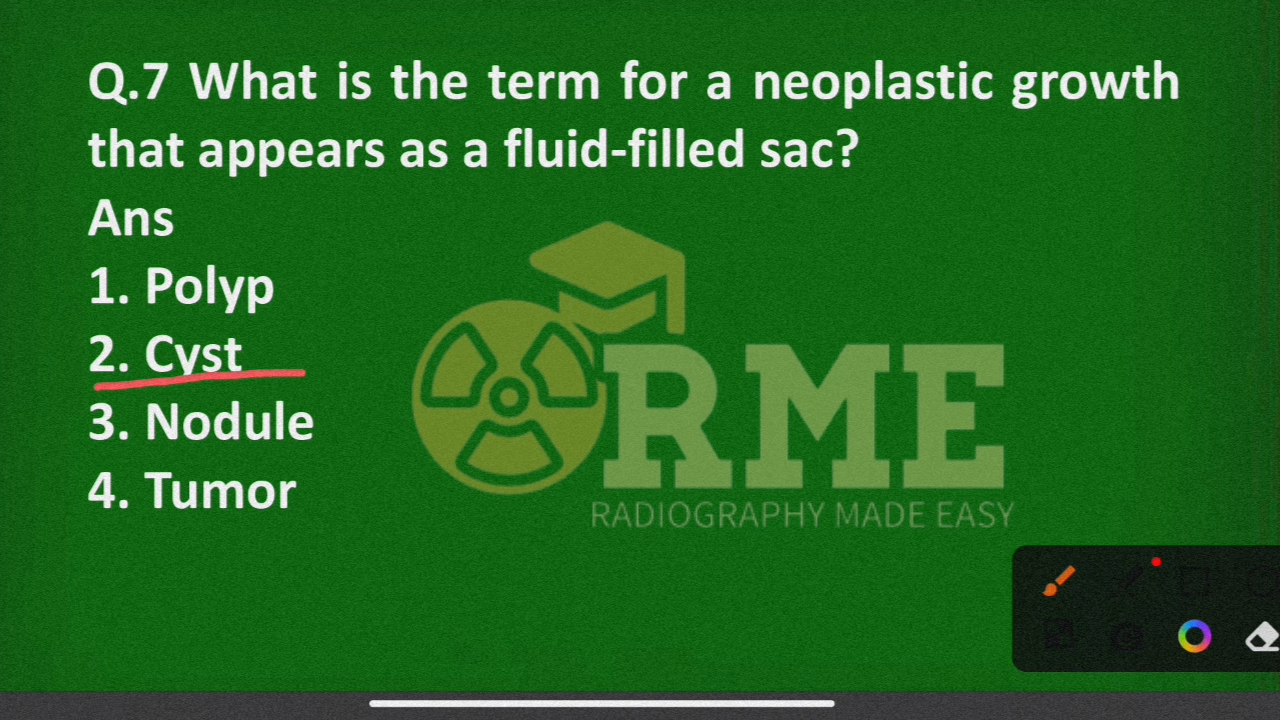 Q.7 What is the term for a neoplastic growth
that appears as a fluid-filled sac?
Ans
1. Polyp
2. Cyst
3. Nodule
4. Tumor
RME
RADIOGRAPHY MADE EASY